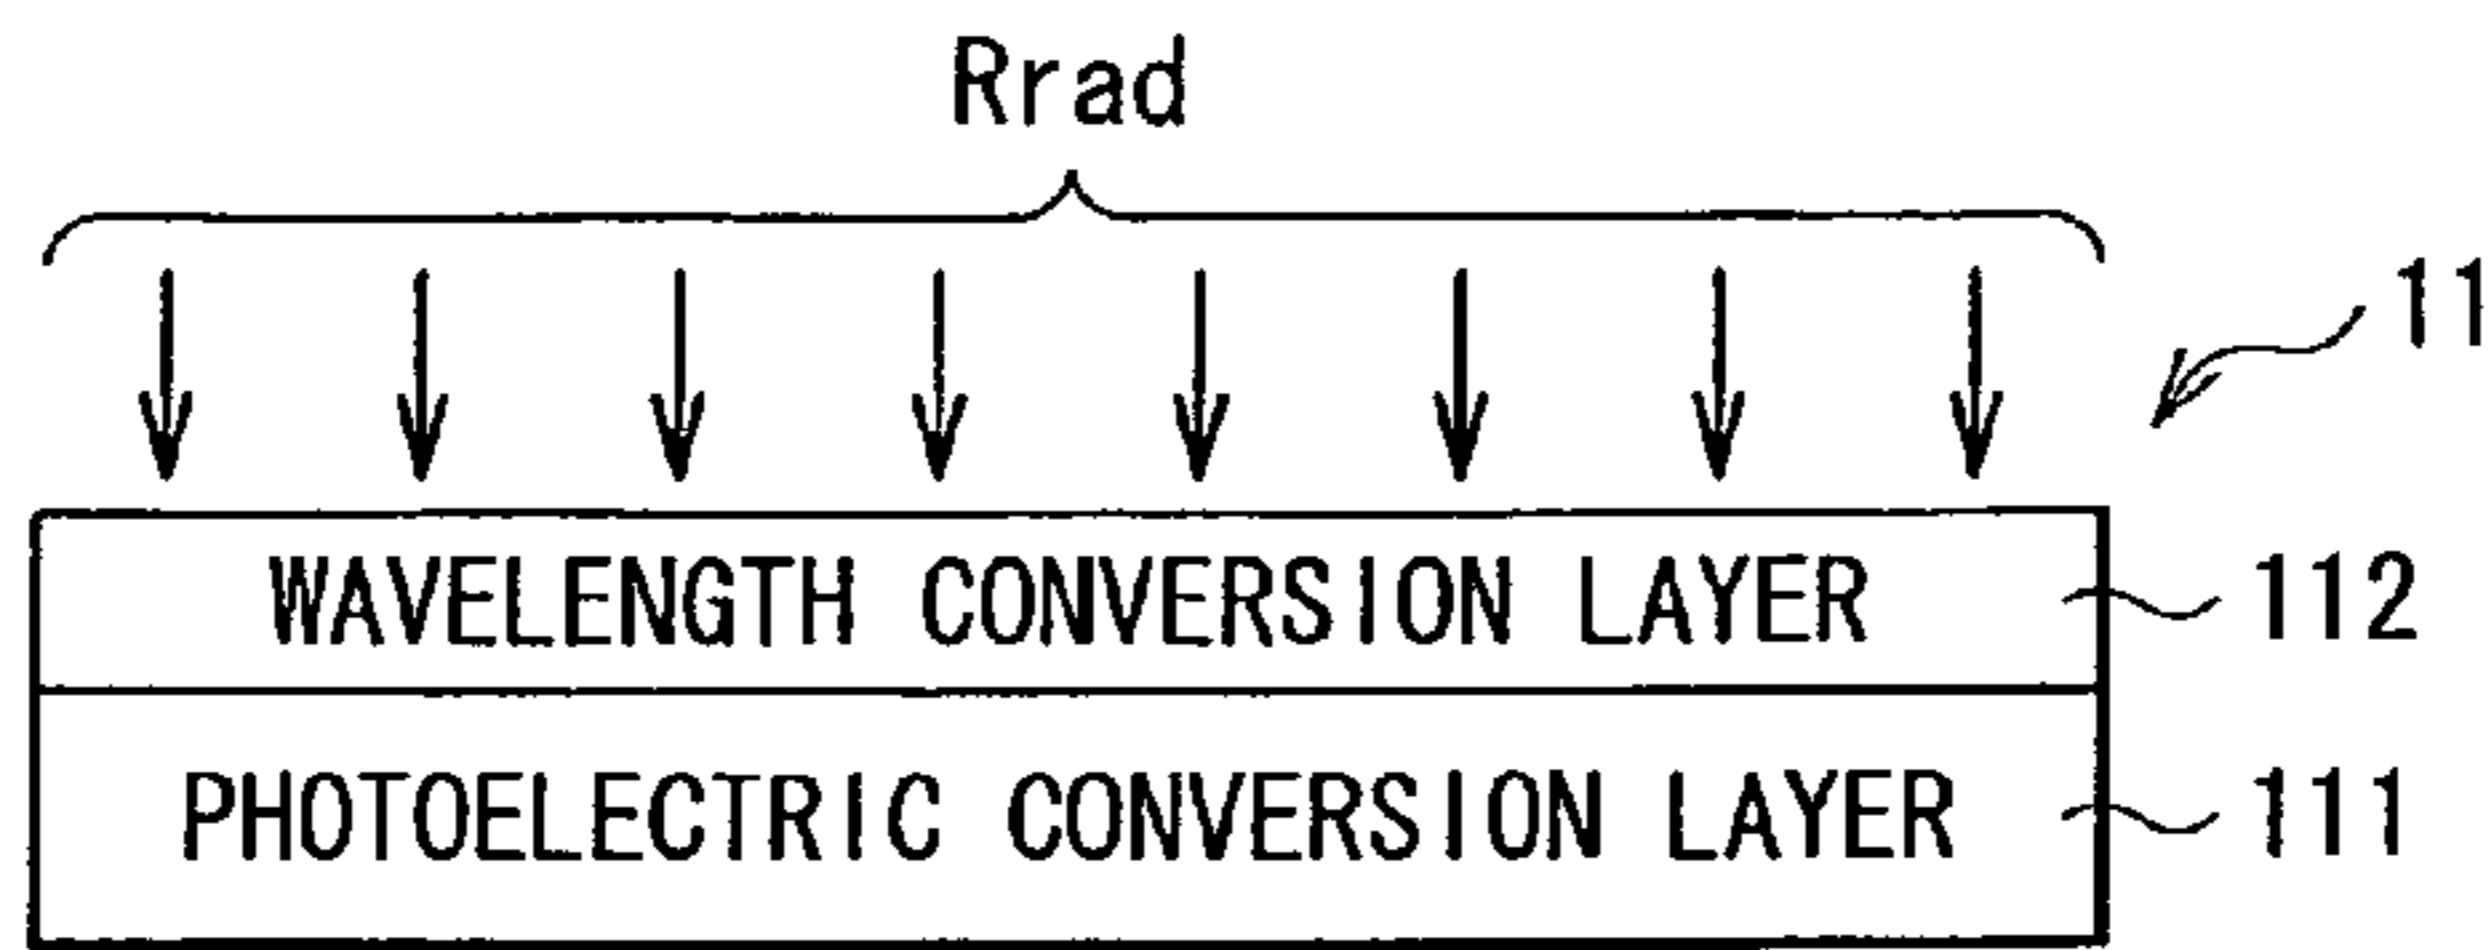 Rrad
11
WAVELENGTH CONVERSION LAYER 112
PHOTOELECTRIC CONVERSION LAYER 111